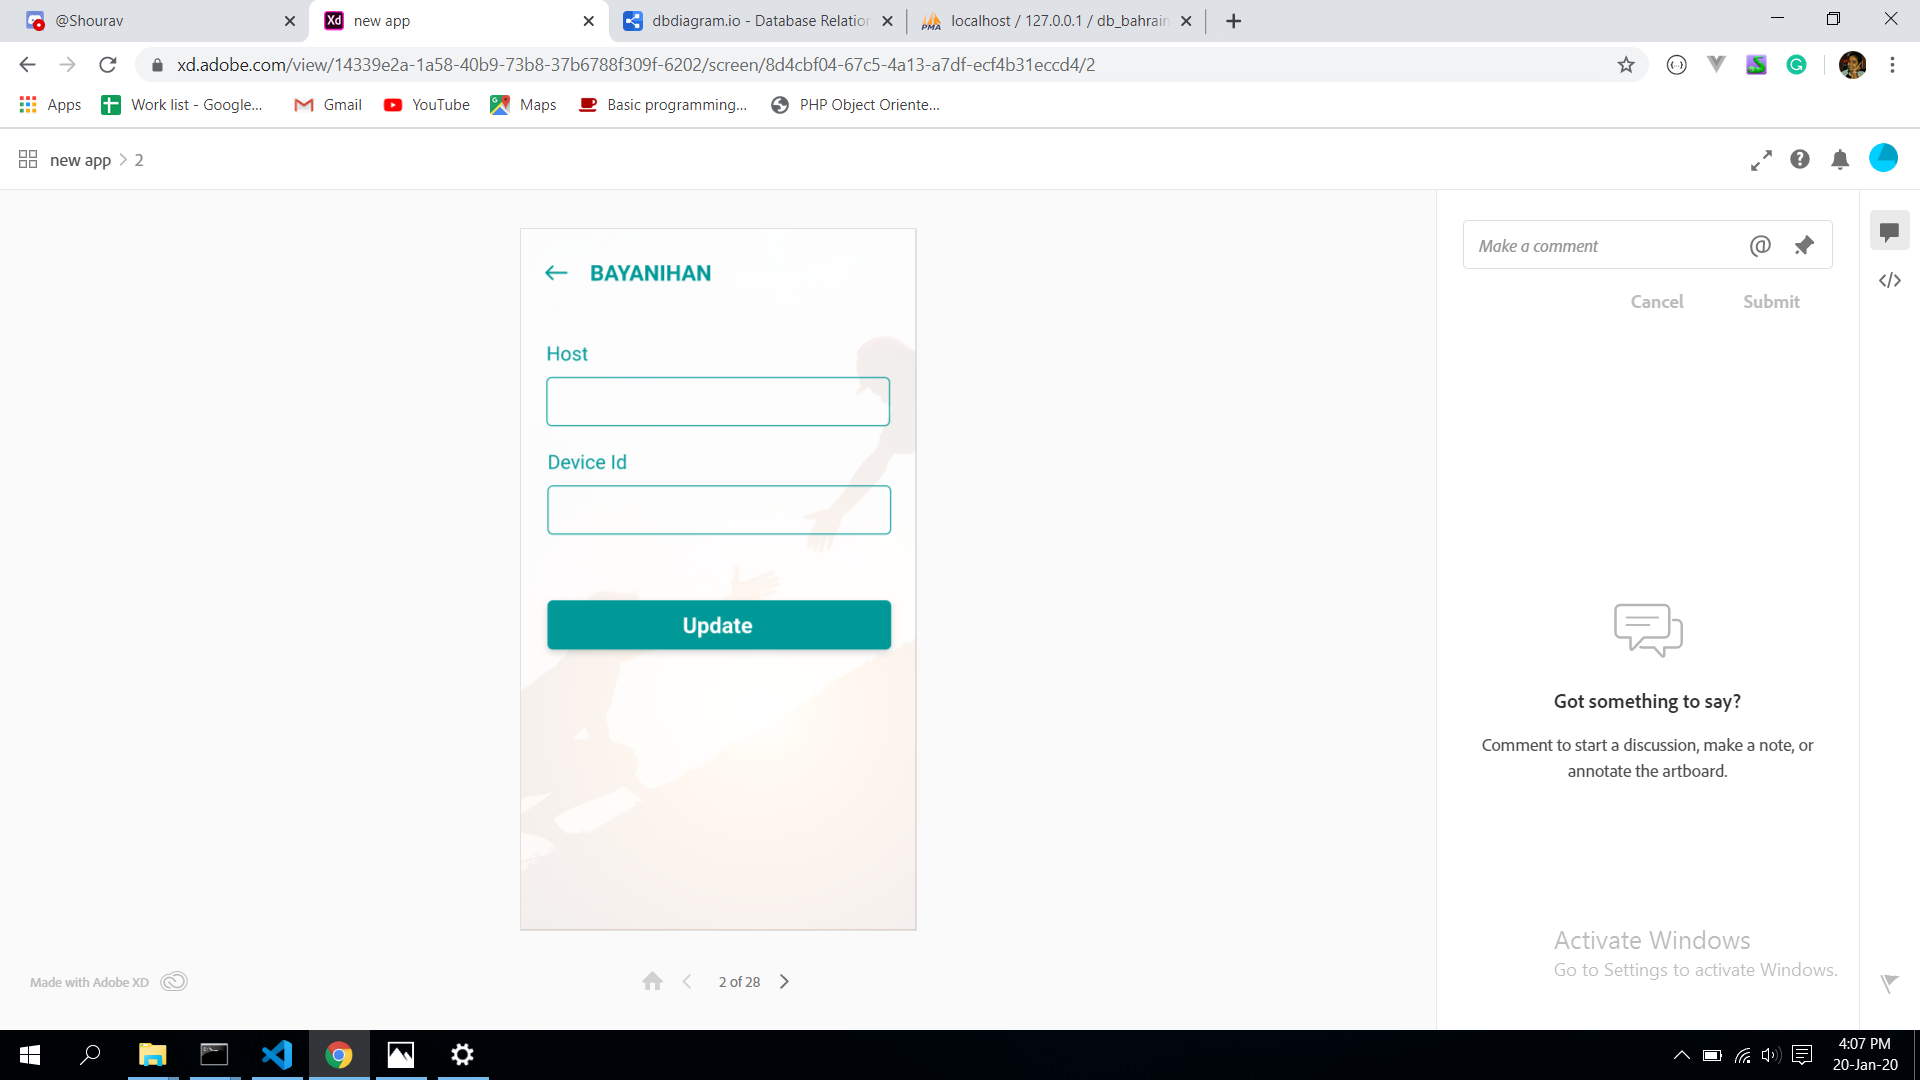 @Shourav
Xd new app
dbdiagram.io - Database Relation
PMA localhost / 127.0.0.1 / db_bahrain
xd.adobe.com/view/14339e2a-1a58-40b9-73b8-37b6788f309f-6202/screen/8d4cbf04-67c5-4a13-a7df-ecf4b31eccd4/2
Apps Work list - Google... Gmail YouTube Maps Basic programming... PHP Object Oriente...
new app > 2
BAYANIHAN
Host
Device Id
Update
Make a comment @
Cancel Submit
Got something to say?
Comment to start a discussion, make a note, or
annotate the artboard.
Activate Windows
Go to Settings to activate Windows.
Made with Adobe XD
2 of 28
4:07 PM
20-Jan-20